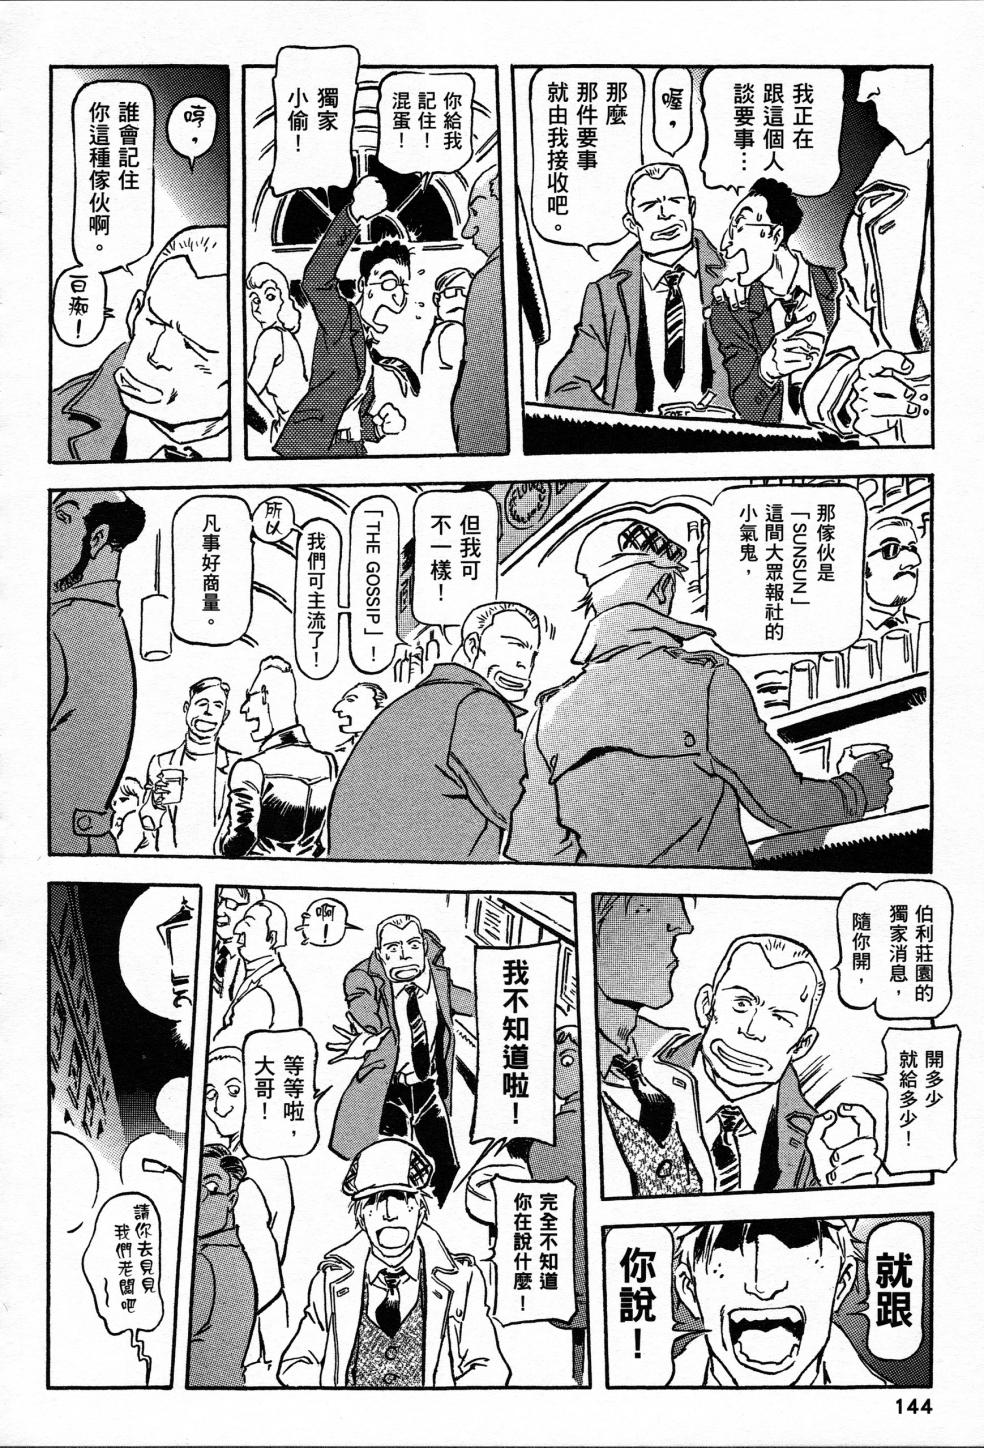 我正在
跟這個人
談要事…
喔，
那麼
那件要事
就由我接收吧。
你給我
記住！
混蛋！
獨家
小偷！
哼，
誰會記住
你這種傢伙啊。
白痴！
那傢伙是
「SUNSUN」
這間大眾報社的
小氣鬼，
但我可
不一樣！
「THE GOSSIP」！
我們可主流了！
所以
凡事好商量。
伯利莊園的
獨家消息，
隨你開，
開多少
就給多少！
就跟
你說！
我不知道啦！
完全不知道
你在說什麼！
啊！
等等啦，
大哥！
請你去見見
我們老闆吧
144